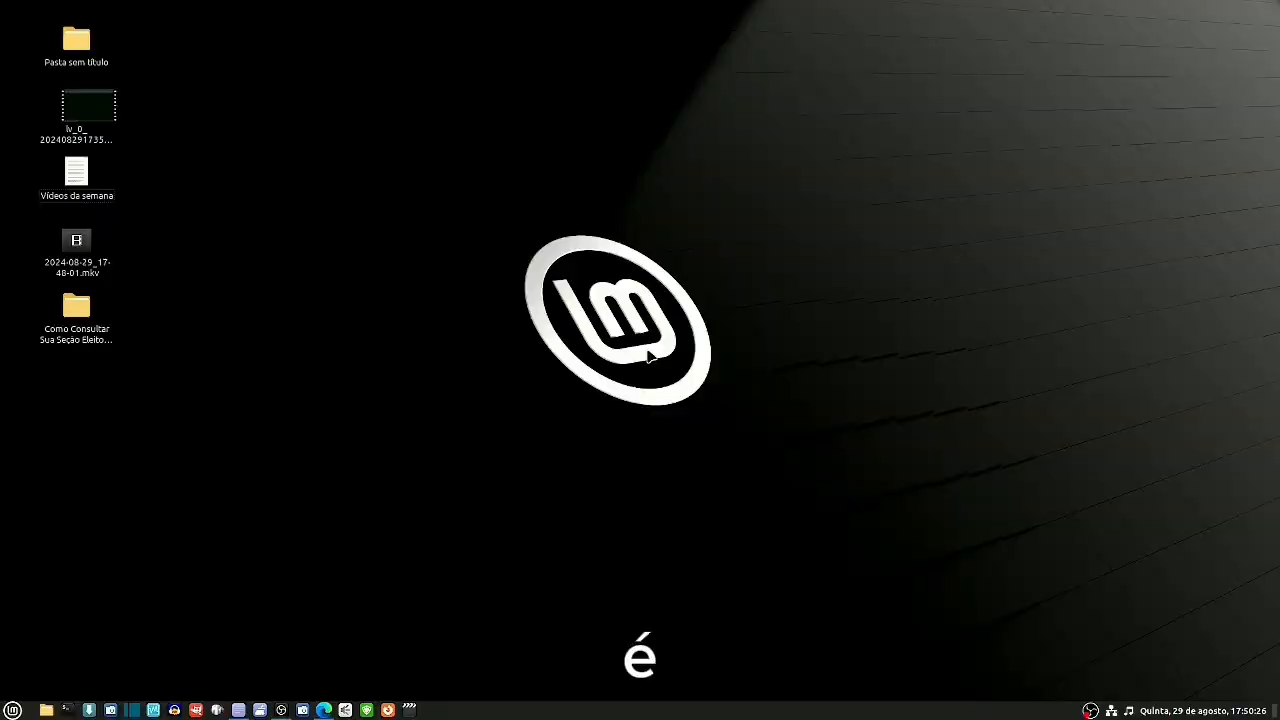 Pasta sem título
lv_0_
202408291735...
Vídeos da semana
2024-08-29_17-
48-01.mkv
Como Consultar
Sua Seção Eleito...
é
Quinta, 29 de agosto, 17:50:26